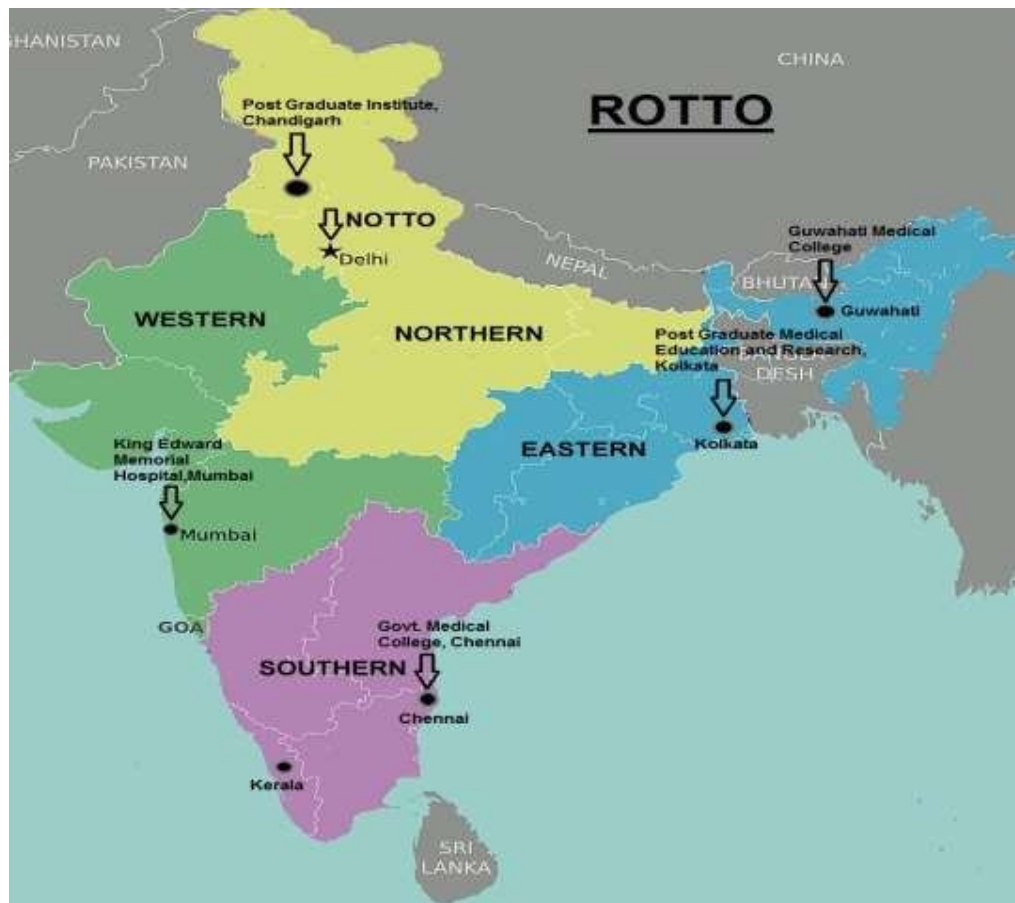 GHANISTAN
CHINA
ROTTO
Post Graduate Institute,
Chandigarh
PAKISTAN
NOTTO
Delhi
NEPAL
Guwahati Medical
College
BHUTAN
Guwahati
WESTERN
NORTHERN
Post Graduate Medical
Education and Research,
Kolkata
DESH
EASTERN
Kolkata
King Edward
Memorial
Hospital,Mumbai
Mumbai
GOA
Govt. Medical
College, Chennai
SOUTHERN
Chennai
Kerala
SRI
LANKA